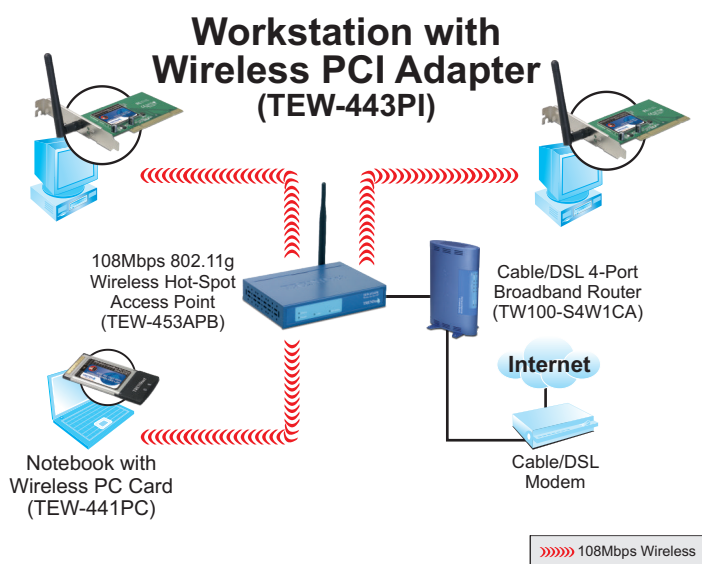 Workstation with
Wireless PCI Adapter
(TEW-443PI)
108Mbps 802.11g
Wireless Hot-Spot
Access Point
(TEW-453APB)
Cable/DSL 4-Port
Broadband Router
(TW100-S4W1CA)
Internet
Notebook with
Wireless PC Card
(TEW-441PC)
Cable/DSL
Modem
108Mbps Wireless